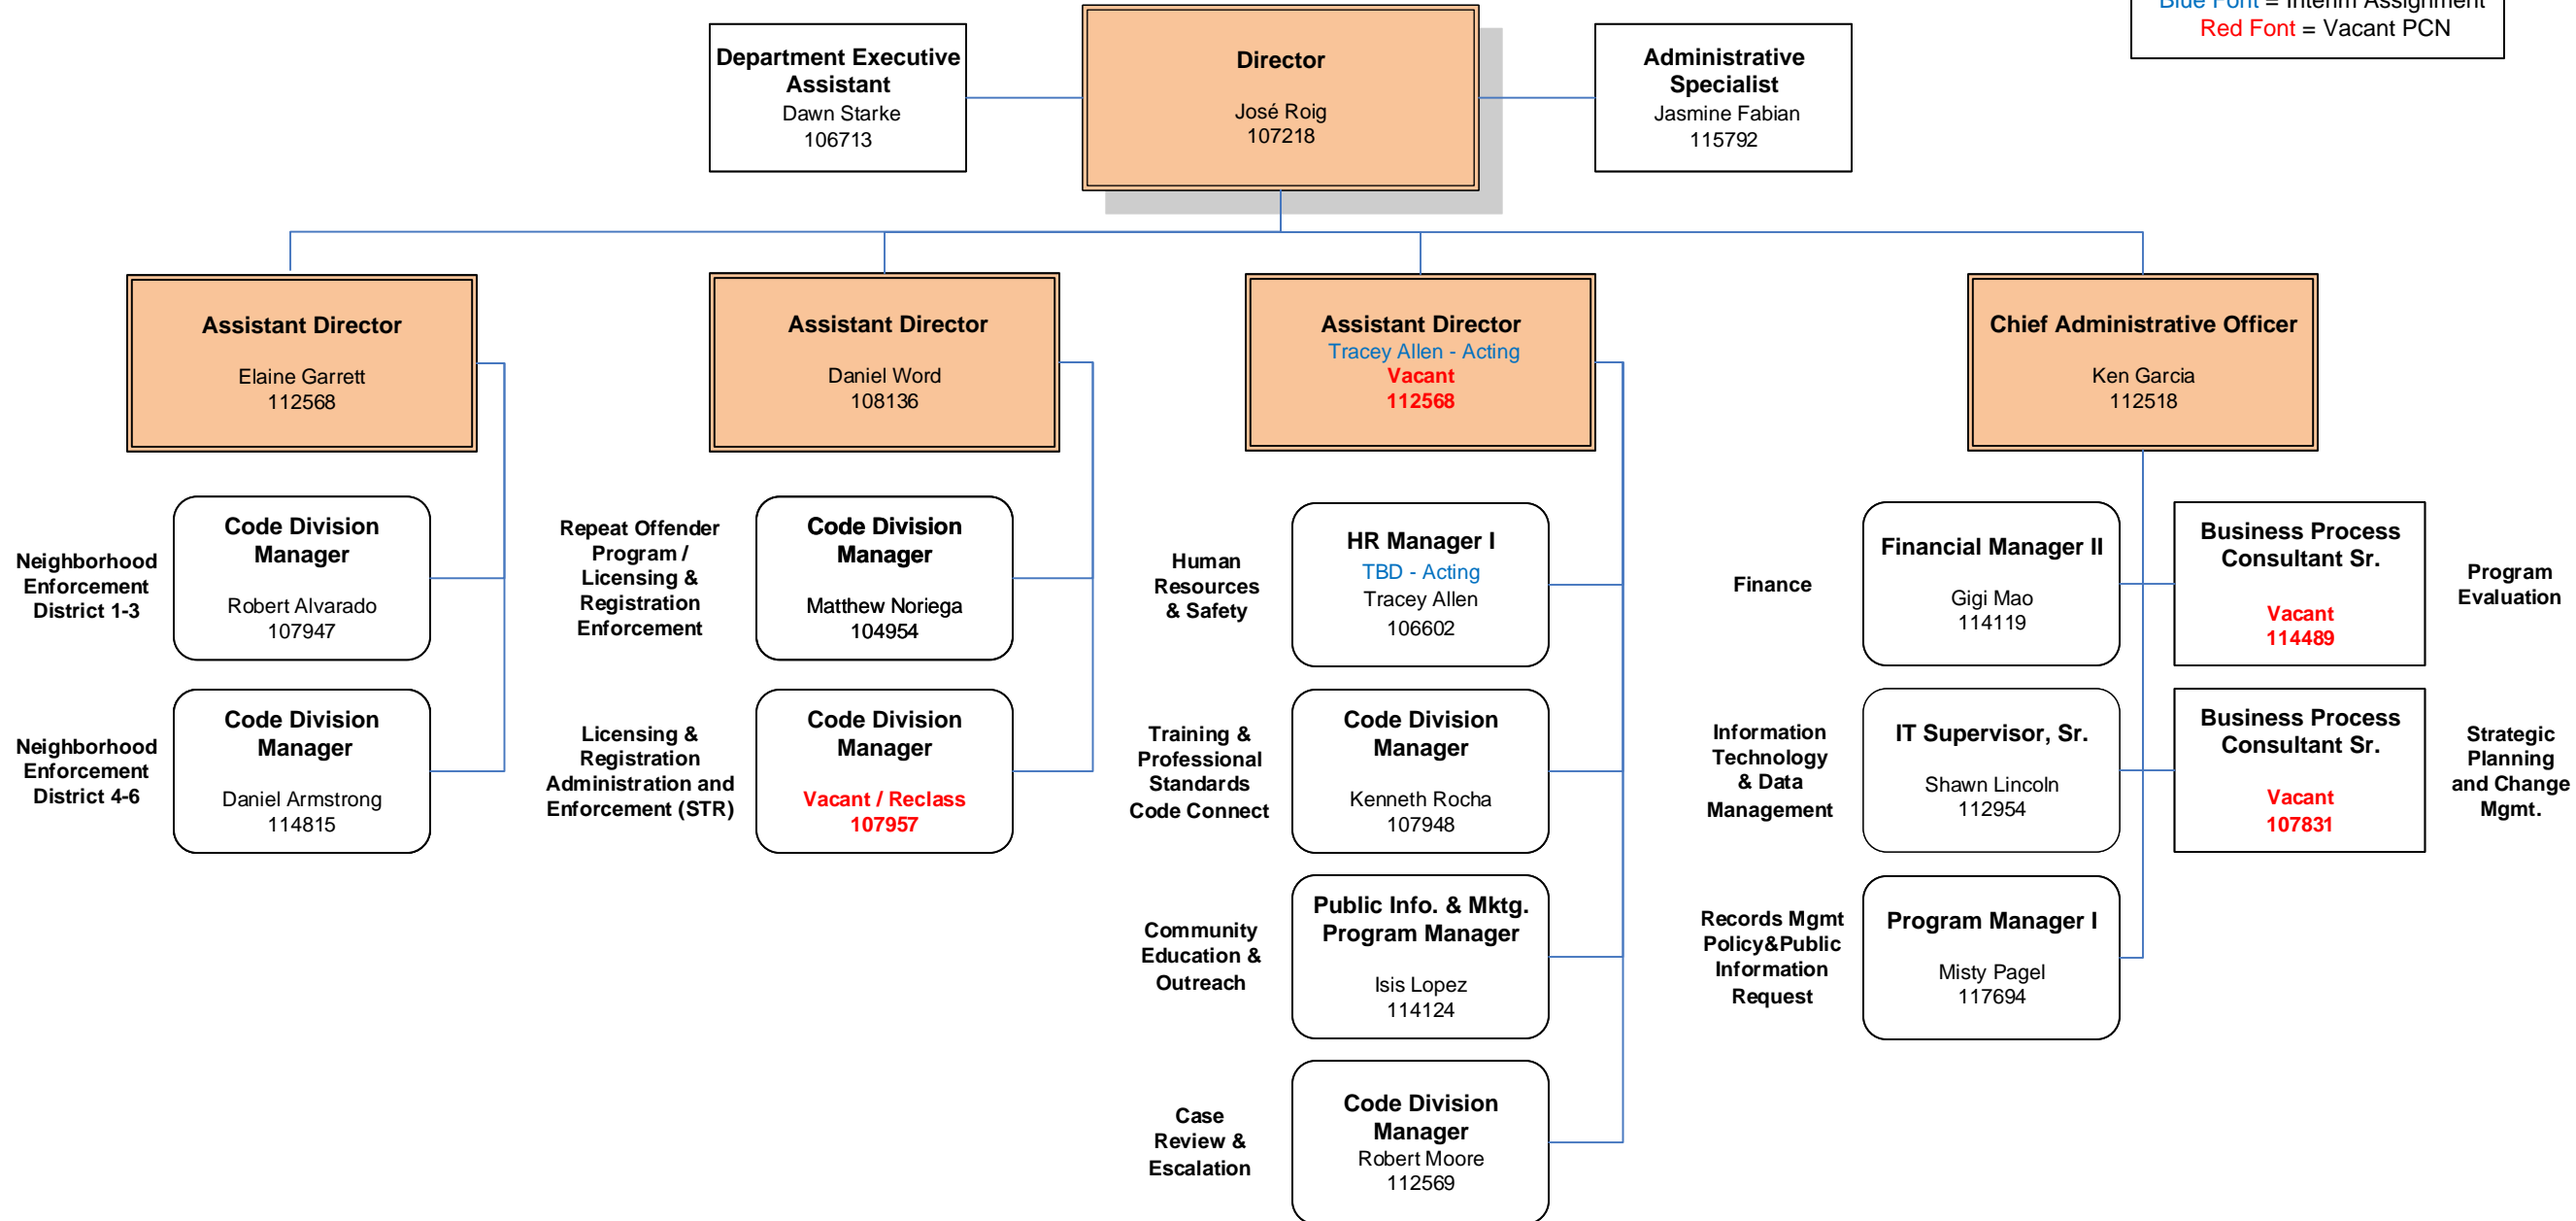 Blue Font = Interim Assignment
Red Font = Vacant PCN
Department Executive
Assistant
Dawn Starke
106713
Director
José Roig
107218
Administrative
Specialist
Jasmine Fabian
115792
Assistant Director
Elaine Garrett
112568
Assistant Director
Daniel Word
108136
Assistant Director
Tracey Allen - Acting
Vacant
112568
Chief Administrative Officer
Ken Garcia
112518
Neighborhood
Enforcement
District 1-3
Code Division
Manager
Robert Alvarado
107947
Neighborhood
Enforcement
District 4-6
Code Division
Manager
Daniel Armstrong
114815
Repeat Offender
Program /
Licensing &
Registration
Enforcement
Code Division
Manager
Matthew Noriega
104954
Licensing &
Registration
Administration and
Enforcement (STR)
Code Division
Manager
Vacant / Reclass
107957
Human
Resources
& Safety
HR Manager I
TBD - Acting
Tracey Allen
106602
Training &
Professional
Standards
Code Connect
Code Division
Manager
Kenneth Rocha
107948
Community
Education &
Outreach
Public Info. & Mktg.
Program Manager
Isis Lopez
114124
Case
Review &
Escalation
Code Division
Manager
Robert Moore
112569
Finance
Financial Manager II
Gigi Mao
114119
Business Process
Consultant Sr.
Vacant
114489
Program
Evaluation
Information
Technology
& Data
Management
IT Supervisor, Sr.
Shawn Lincoln
112954
Business Process
Consultant Sr.
Vacant
107831
Strategic
Planning
and Change
Mgmt.
Records Mgmt
Policy&Public
Information
Request
Program Manager I
Misty Pagel
117694